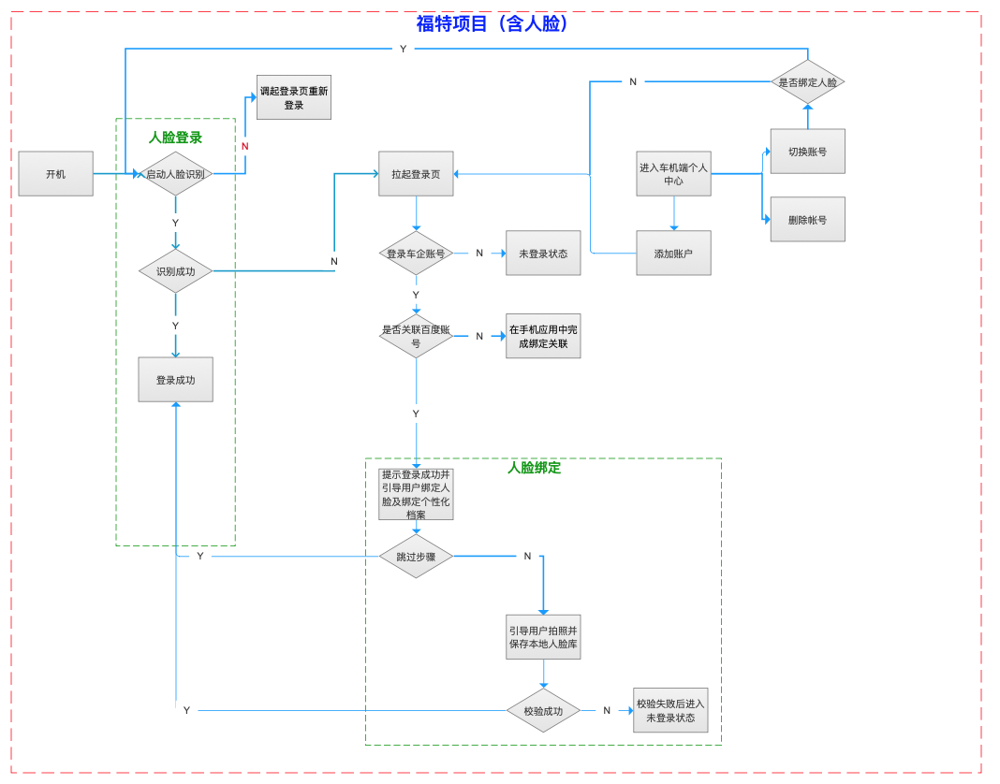 福特项目（含人脸）
Y
N
是否绑定人脸
调起登录页重新
登录
人脸登录
N
切换账号
开机
启动人脸识别
拉起登录页
进入车机端个人
中心
删除帐号
Y
登录车企账号
N
未登录状态
添加账户
识别成功
N
Y
Y
是否关联百度账
号
N
在手机应用中完
成绑定关联
登录成功
Y
人脸绑定
提示登录成功并
引导用户绑定人
脸及绑定个性化
档案
Y
跳过步骤
N
引导用户拍照并
保存本地人脸库
Y
校验成功
N
校验失败后进入
未登录状态